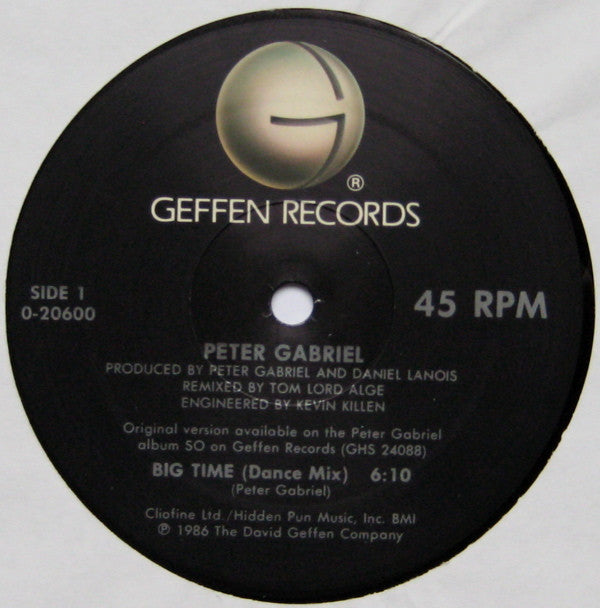 G
®
GEFFEN RECORDS
SIDE 1
0-20600
45 RPM
PETER GABRIEL
PRODUCED BY PETER GABRIEL AND DANIEL LANOIS
REMIXED BY TOM LORD ALGE
ENGINEERED BY KEVIN KILLEN
Original version available on the Peter Gabriel
album SO on Geffen Records (GHS 24088)
BIG TIME (Dance Mix) 6:10
(Peter Gabriel)
Cliofine Ltd./Hidden Pun Music, Inc. BMI
℗ 1986 The David Geffen Company